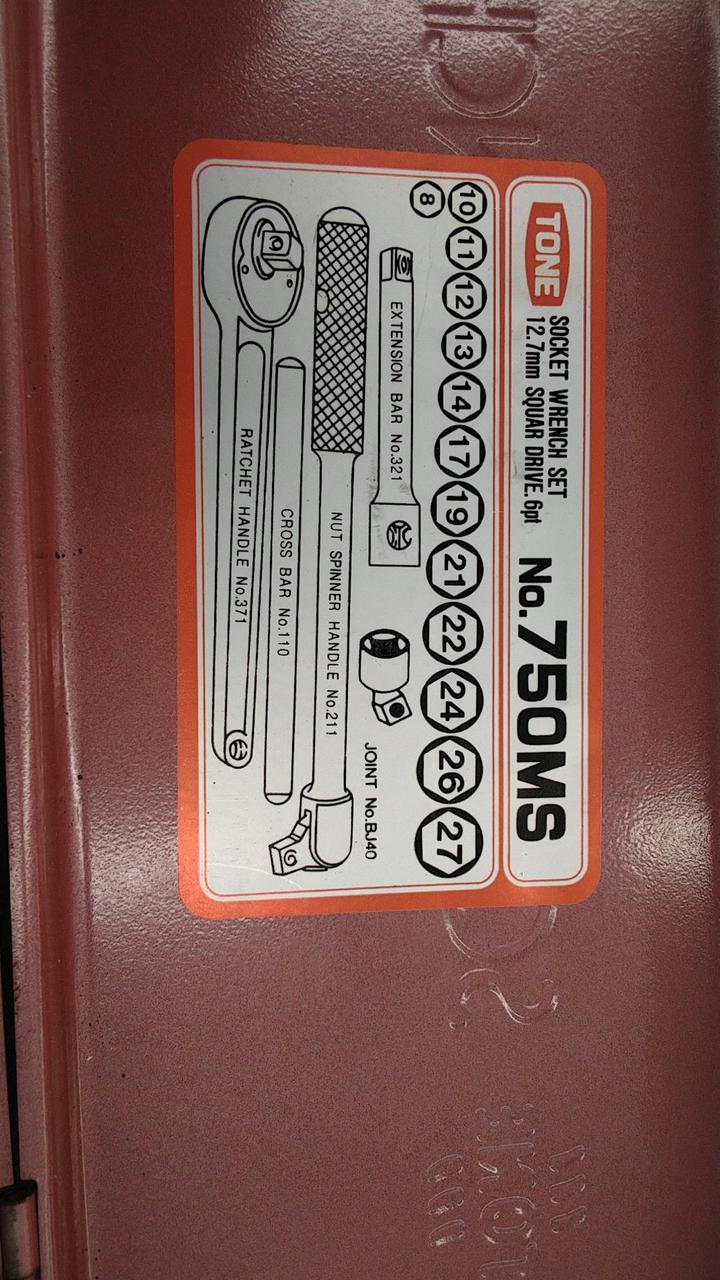 TONE
SOCKET WRENCH SET
12.7mm SQUAR DRIVE.6pt
No.750MS
10 11 12 13 14 17 19 21 22 24 26 27
8
EXTENSION BAR No.321
JOINT No.BJ40
NUT SPINNER HANDLE No.211
CROSS BAR No.110
RATCHET HANDLE No.371